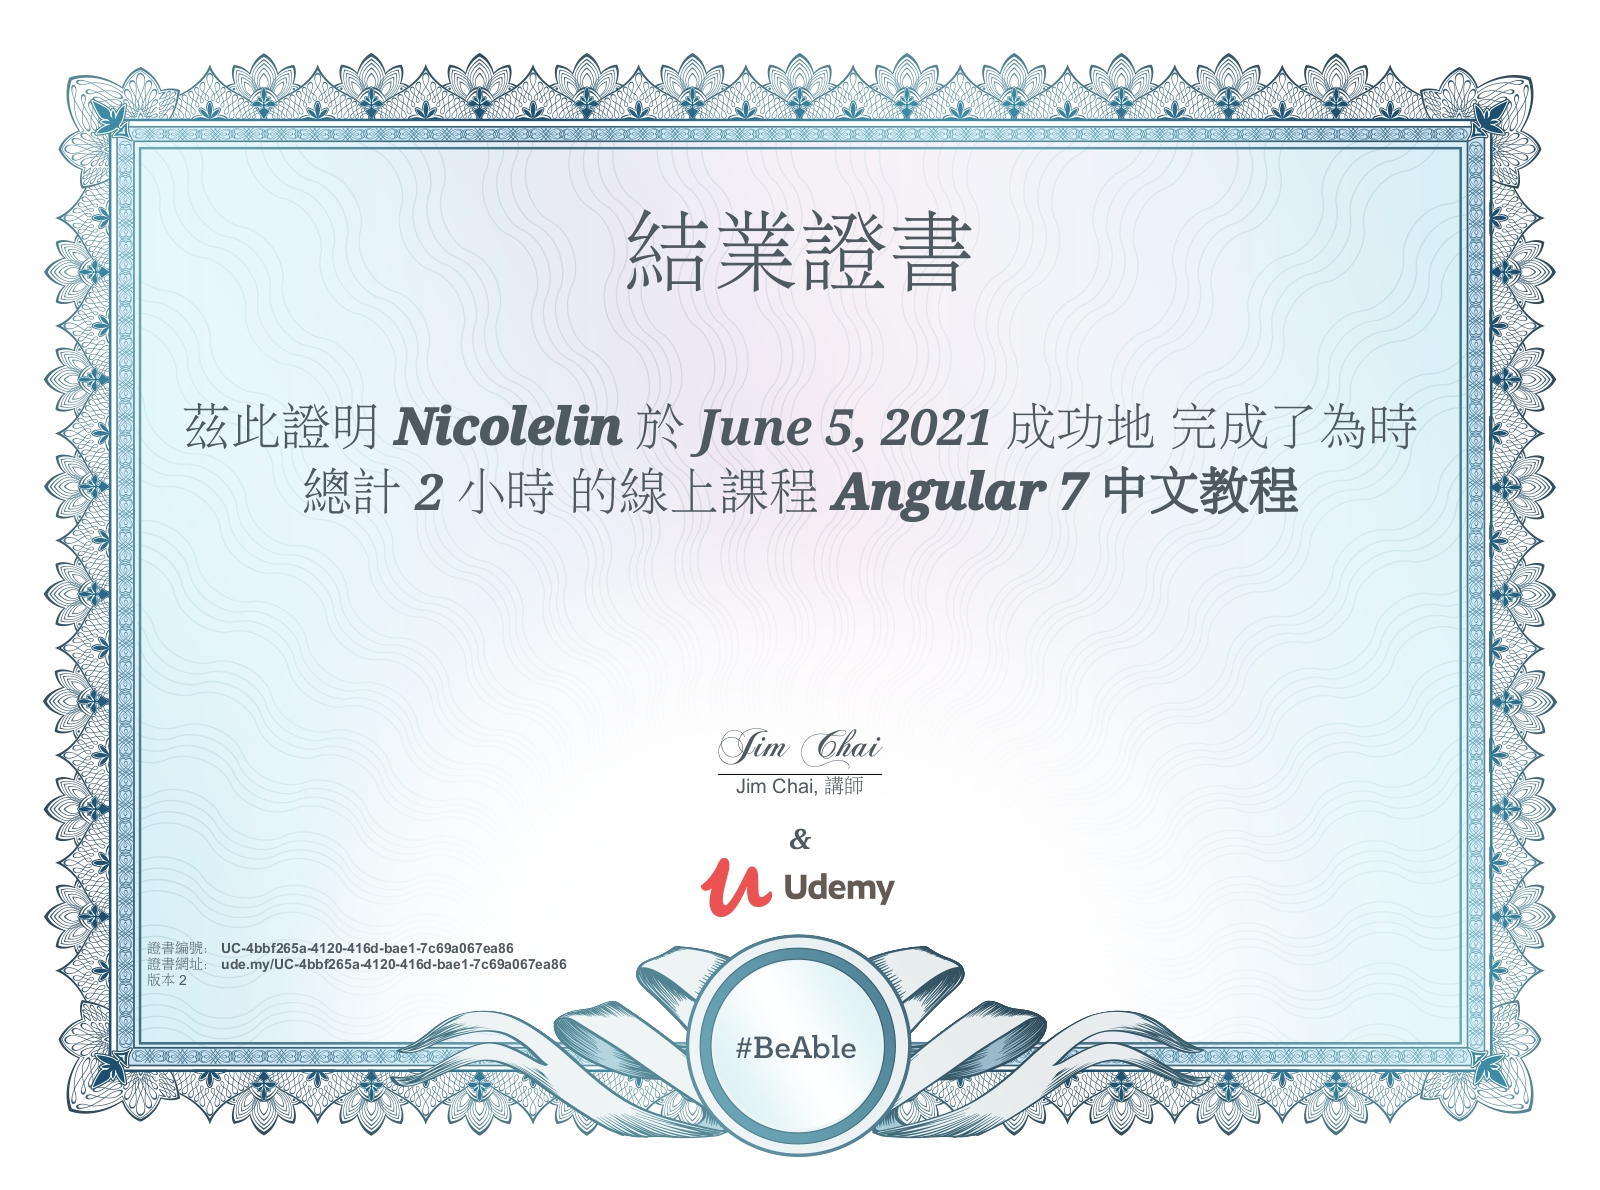 結業證書
茲此證明 Nicolelin 於 June 5, 2021 成功地 完成了為時
總計 2 小時 的線上課程 Angular 7 中文教程
Jim Chai
Jim Chai, 講師
&
Udemy
證書編號: UC-4bbf265a-4120-416d-bae1-7c69a067ea86
證書網址: ude.my/UC-4bbf265a-4120-416d-bae1-7c69a067ea86
版本 2
#BeAble